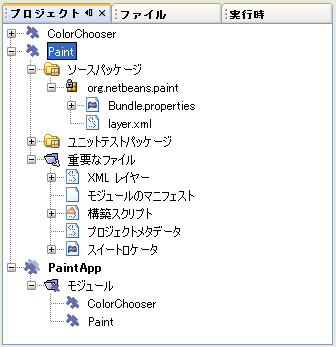 プロジェクト ファイル 実行時
ColorChooser
Paint
ソースパッケージ
org.netbeans.paint
Bundle.properties
layer.xml
ユニットテストパッケージ
重要なファイル
XML レイヤー
モジュールのマニフェスト
構築スクリプト
プロジェクトメタデータ
スイートロケータ
PaintApp
モジュール
ColorChooser
Paint